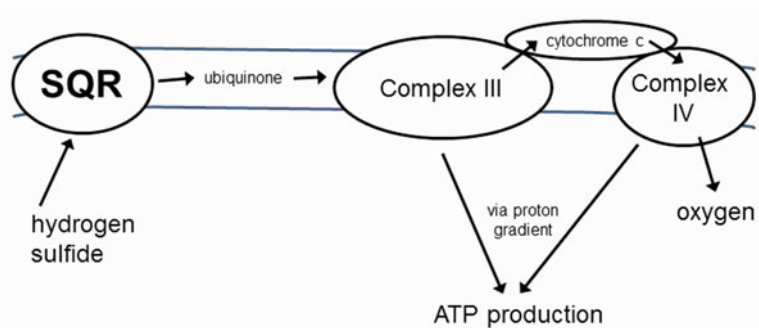 SQR
ubiquinone
Complex III
cytochrome c
Complex
IV
hydrogen
sulfide
via proton
gradient
oxygen
ATP production